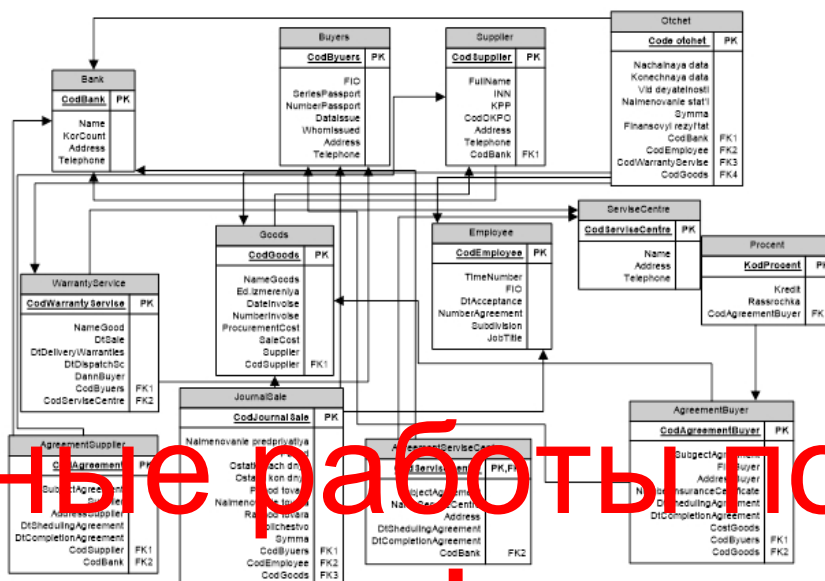 Bank
CodBank PK
Name
KorCount
Address
Telephone
Buyers
CodByuers PK
FIO
SeriesPassport
NumberPassport
DataIssue
WhomIssued
Address
Telephone
Supplier
CodSupplier PK
FullName
INN
KPP
CodOKPO
Address
Telephone
CodBank FK1
Otchet
Code otchet PK
Nachalnaya data
Konechnaya data
Vid deyatelnosti
Naimenovanie stat'i
Symma
Finansovyi rezyl'tat
CodBank FK1
CodEmployee FK2
CodWarrantyServise FK3
CodGoods FK4
ServiseCentre
CodServiseCentre PK
Name
Address
Telephone
Procent
KodProcent
Kredit
Rassrochka
CodAgreementBuyer
Goods
CodGoods PK
NameGoods
Ed.Izmereniya
DateInvoise
NumberInvoise
ProcurementCost
SaleCost
Supplier
CodSupplier FK1
Employee
CodEmployee PK
TimeNumber
FIO
DtAcceptance
NumberAgreement
Subdivision
JobTitle
WarrantyService
CodWarrantyServise PK
NameGood
DtSale
DtDeliveryWarranties
DtDispatchSc
DannBuyer
CodByuers FK1
CodServiseCentre FK2
JournalSale
CodJournalSale PK
Naimenovanie predpriyatiya
Symma
CodByuers FK1
CodEmployee FK2
CodGoods FK3
AgreementSupplier
DtShedulingAgreement
DtCompletionAgreement
CodSupplier FK1
CodBank FK2
Address
DtShedulingAgreement
DtCompletionAgreement
CodBank FK2
AgreementBuyer
CodAgreementBuyer PK
DtCompletionAgreement
CostGoods
CodByuers FK1
CodGoods FK2
ные работы по